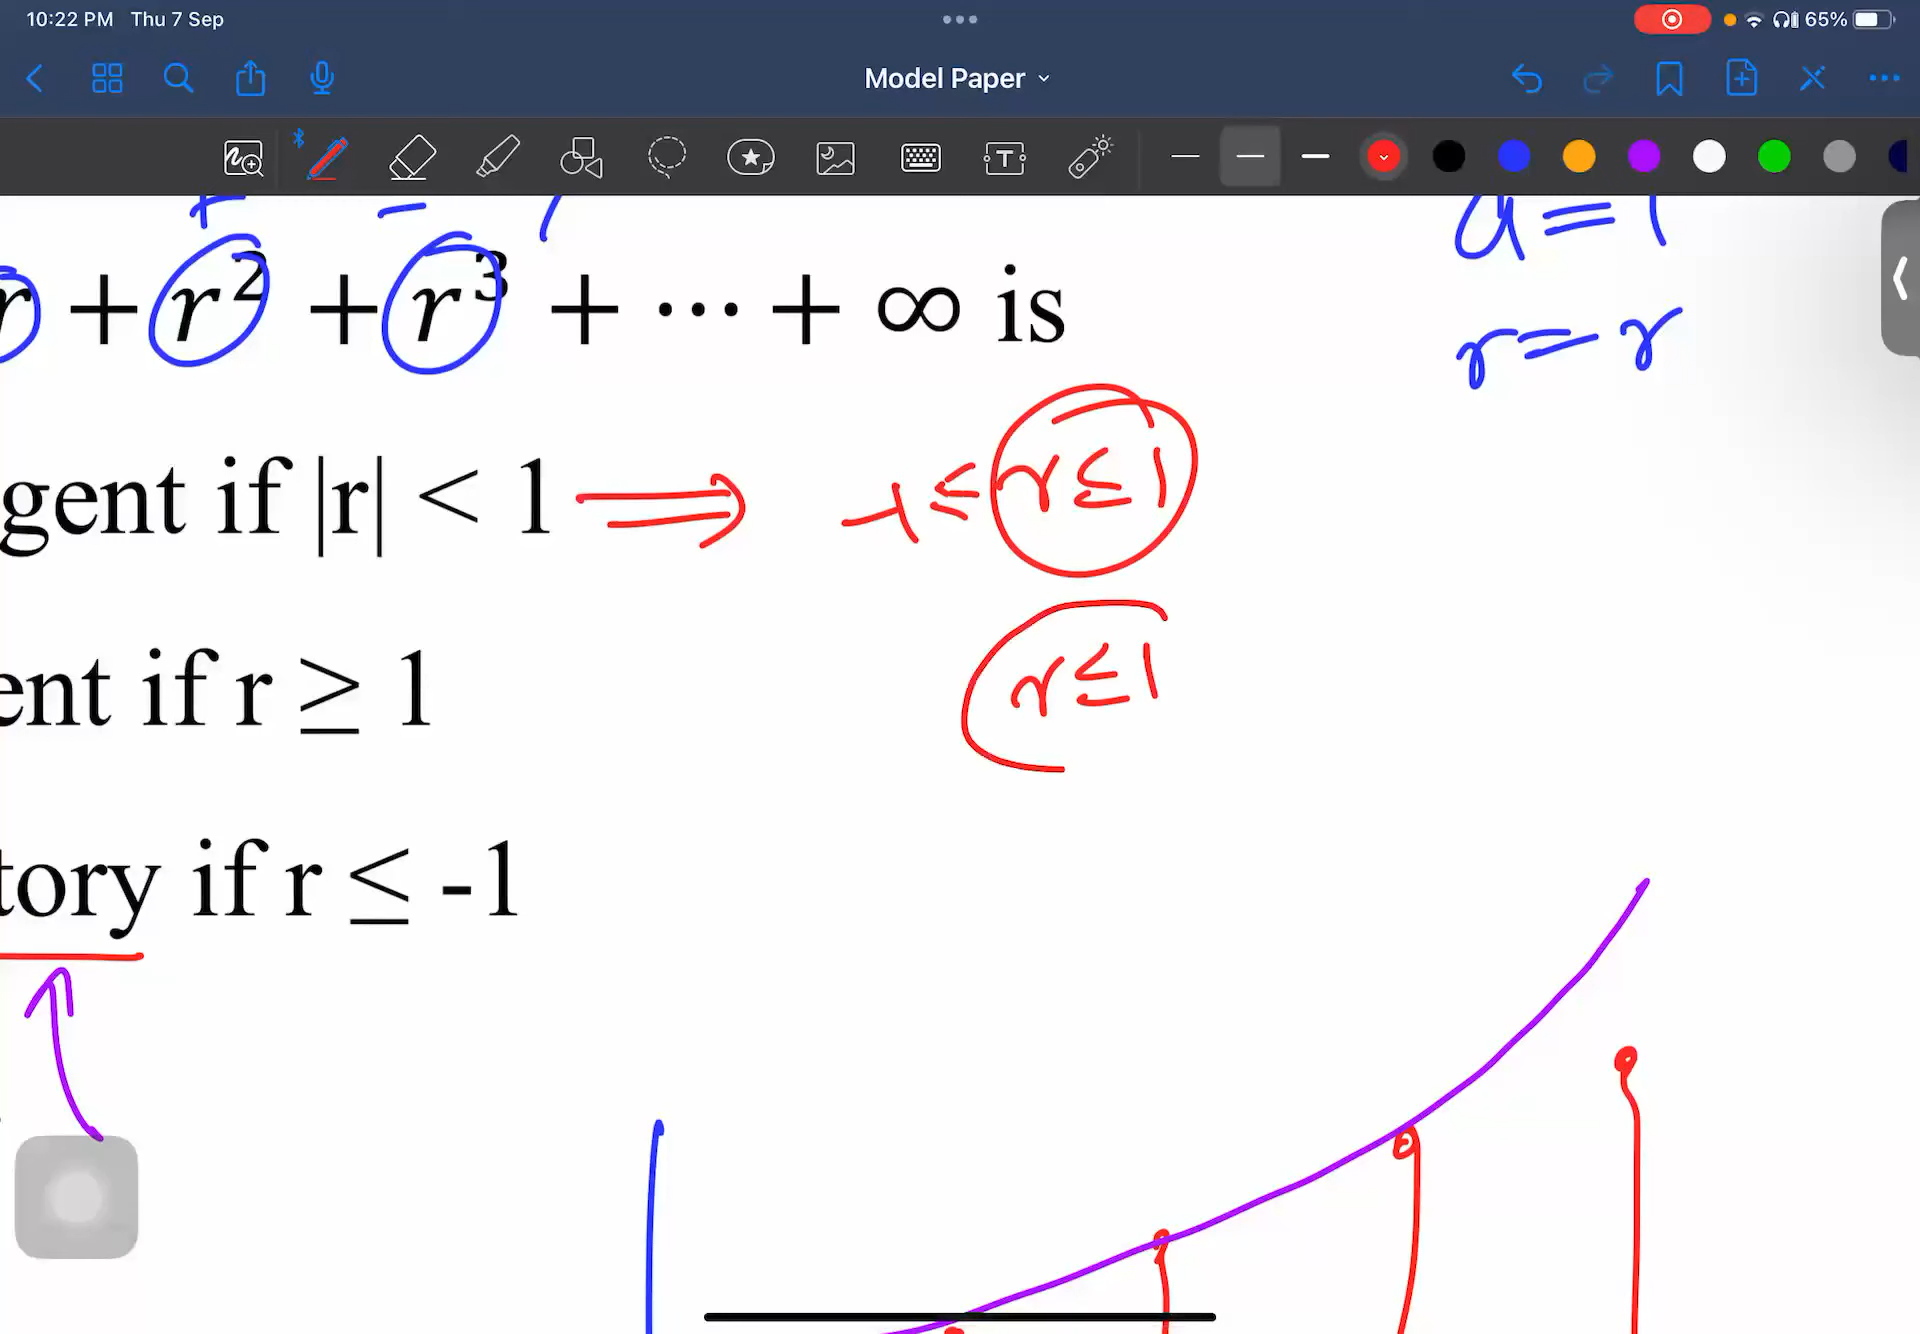 10:22 PM Thu 7 Sep
65%
Model Paper
T
a = 1
r + r² + r³ + ⋯ + ∞ is
r = r
gent if |r| < 1 ⟹ -1 ≤ r ≤ 1
r ≤ 1
ent if r ≥ 1
tory if r ≤ -1